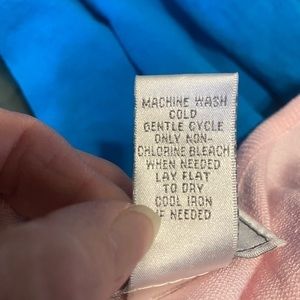 MACHINE WASH
COLD
GENTLE CYCLE
ONLY NON-
CHLORINE BLEACH
WHEN NEEDED
LAY FLAT
TO DRY
COOL IRON
IF NEEDED